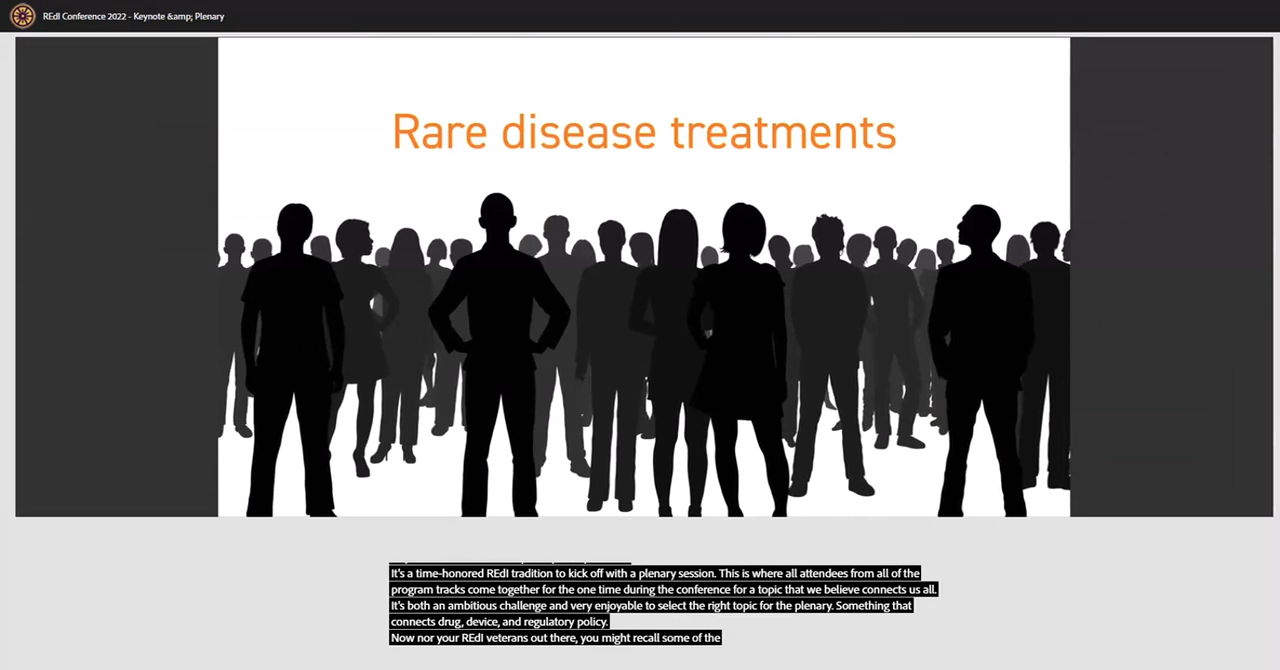 REdI Conference 2022 - Keynote &amp; Plenary
Rare disease treatments
It's a time-honored REdI tradition to kick off with a plenary session. This is where all attendees from all of the
program tracks come together for the one time during the conference for a topic that we believe connects us all.
It's both an ambitious challenge and very enjoyable to select the right topic for the plenary. Something that
connects drug, device, and regulatory policy.
Now nor your REdI veterans out there, you might recall some of the